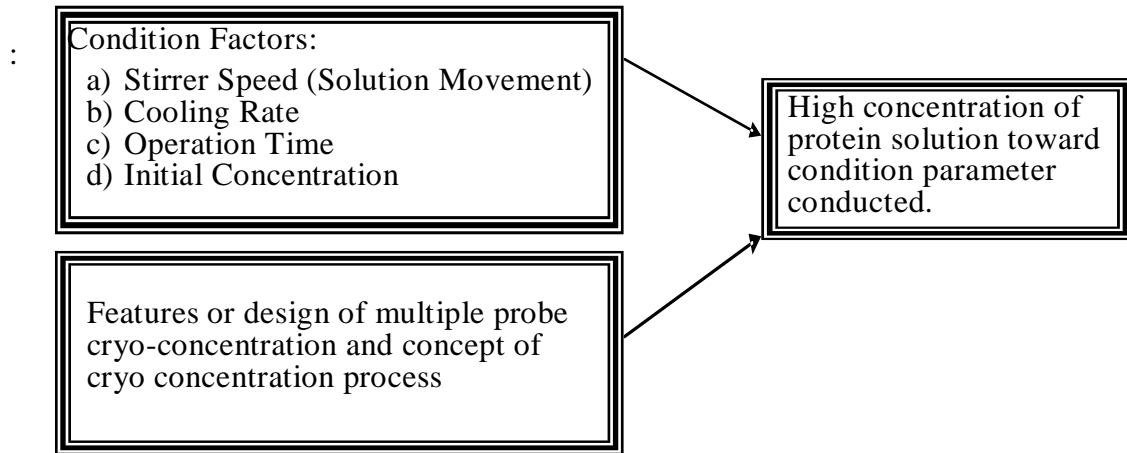 :
Condition Factors:
a) Stirrer Speed (Solution Movement)
b) Cooling Rate
c) Operation Time
d) Initial Concentration
High concentration of
protein solution toward
condition parameter
conducted.
Features or design of multiple probe
cryo-concentration and concept of
cryo concentration process